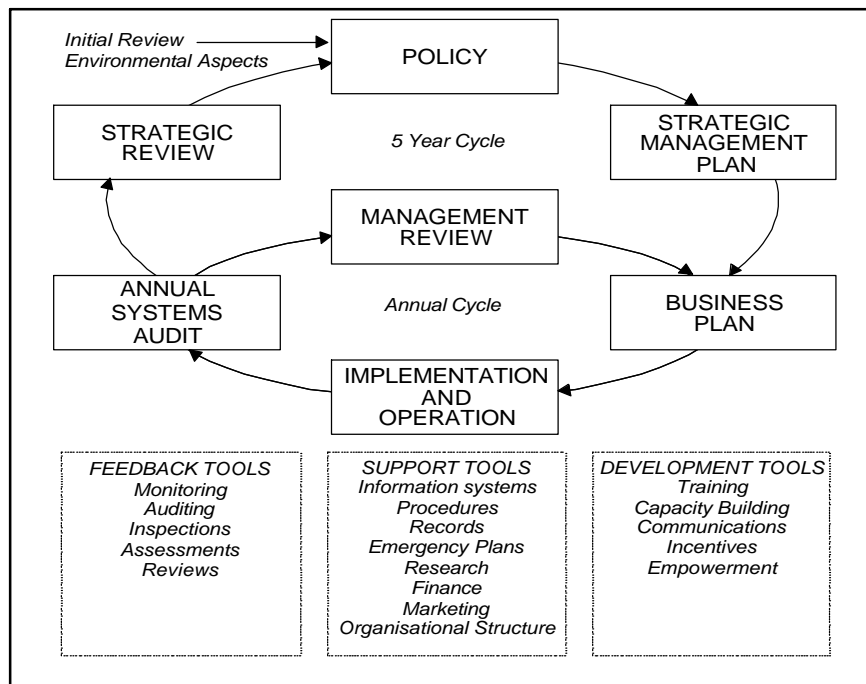 Initial Review
Environmental Aspects
POLICY
STRATEGIC
REVIEW
5 Year Cycle
STRATEGIC
MANAGEMENT
PLAN
MANAGEMENT
REVIEW
ANNUAL
SYSTEMS
AUDIT
Annual Cycle
BUSINESS
PLAN
IMPLEMENTATION
AND
OPERATION
FEEDBACK TOOLS
Monitoring
Auditing
Inspections
Assessments
Reviews
SUPPORT TOOLS
Information systems
Procedures
Records
Emergency Plans
Research
Finance
Marketing
Organisational Structure
DEVELOPMENT TOOLS
Training
Capacity Building
Communications
Incentives
Empowerment